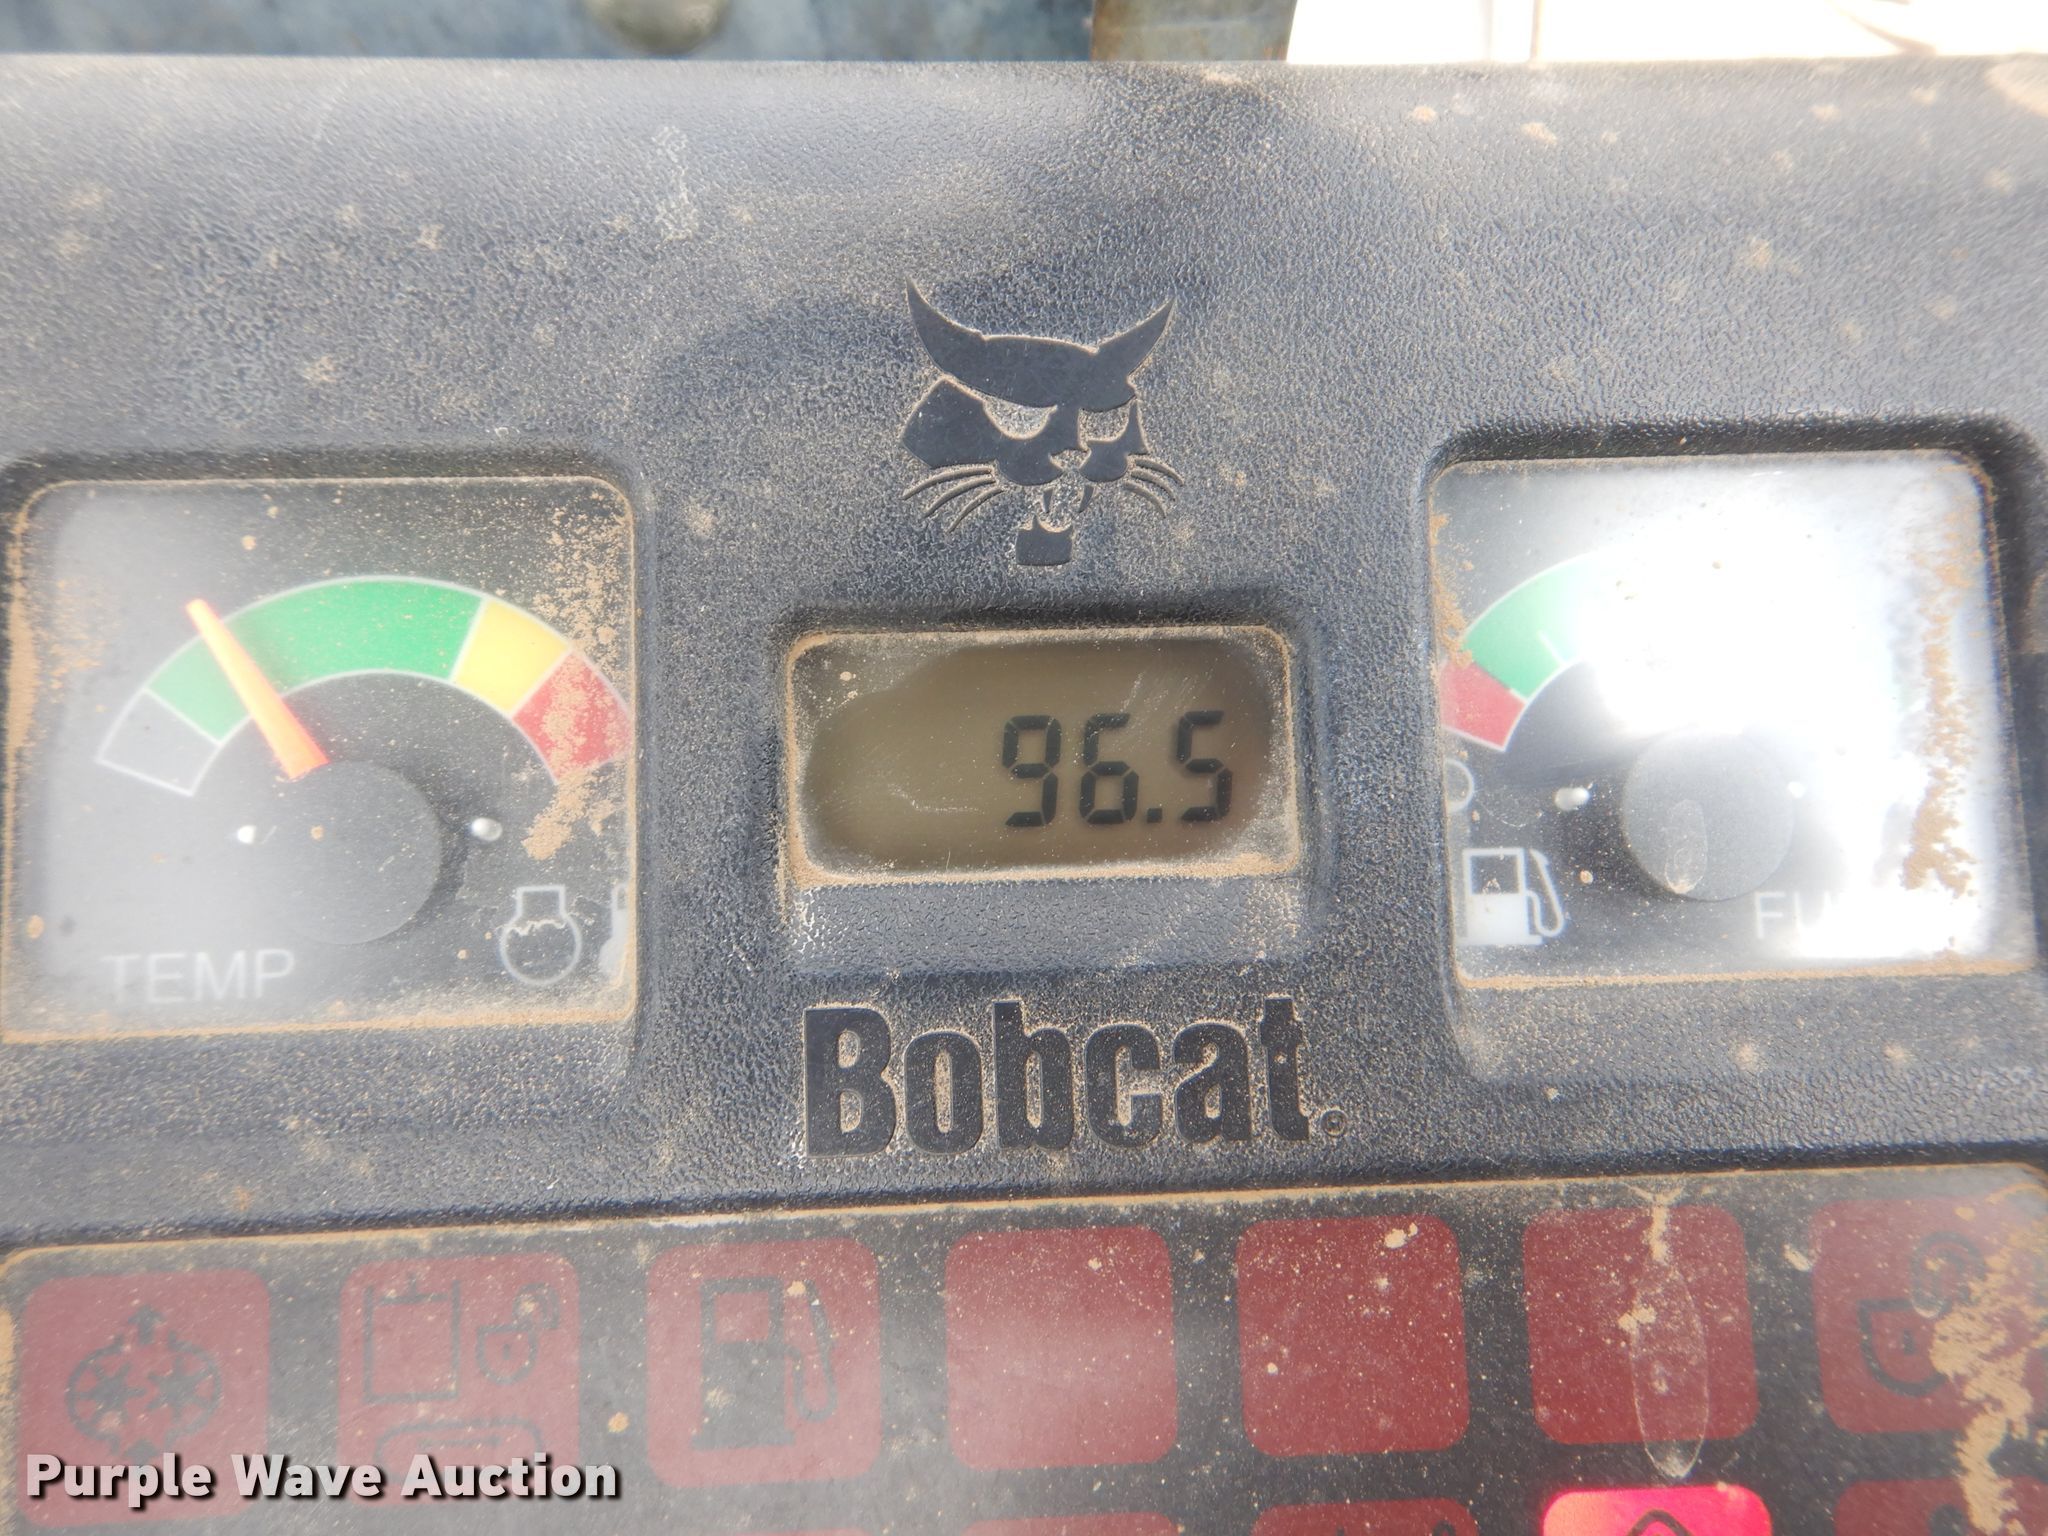 96.5
TEMP
Bobcat®
Purple Wave Auction